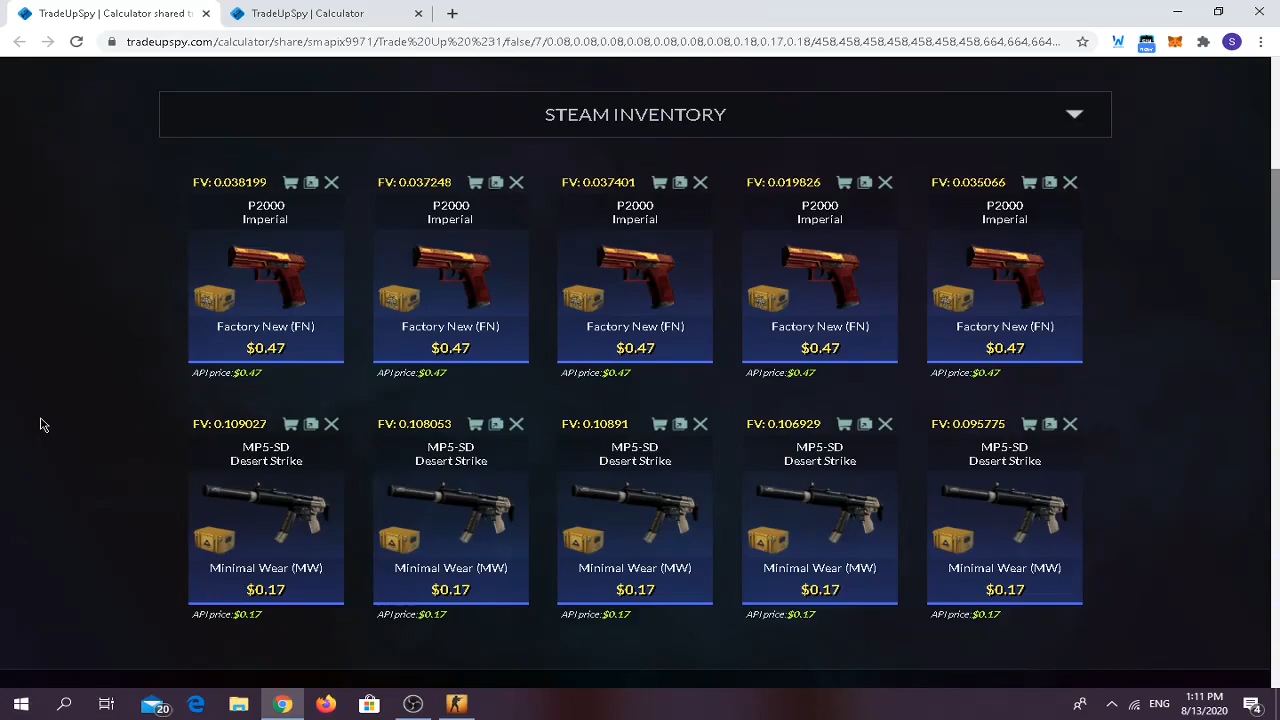 TradeUpSpy | Calculator shared t
TradeUpSpy | Calculator
tradeupspy.com/calculator/share/smapix9971/Trade%20Up%20%231/false/7/0.08,0.08,0.08,0.08,0.08,0.08,0.08,0.18,0.17,0.18/458,458,458,458,458,458,458,664,664,664...
STEAM INVENTORY
FV: 0.038199
FV: 0.037248
FV: 0.037401
FV: 0.019826
FV: 0.035066
P2000
Imperial
P2000
Imperial
P2000
Imperial
P2000
Imperial
P2000
Imperial
Factory New (FN)
Factory New (FN)
Factory New (FN)
Factory New (FN)
Factory New (FN)
$0.47
$0.47
$0.47
$0.47
$0.47
API price:$0.47
API price:$0.47
API price:$0.47
API price:$0.47
API price:$0.47
FV: 0.109027
FV: 0.108053
FV: 0.10891
FV: 0.106929
FV: 0.095775
MP5-SD
Desert Strike
MP5-SD
Desert Strike
MP5-SD
Desert Strike
MP5-SD
Desert Strike
MP5-SD
Desert Strike
Minimal Wear (MW)
Minimal Wear (MW)
Minimal Wear (MW)
Minimal Wear (MW)
Minimal Wear (MW)
$0.17
$0.17
$0.17
$0.17
$0.17
API price:$0.17
API price:$0.17
API price:$0.17
API price:$0.17
API price:$0.17
20
ENG
1:11 PM
8/13/2020
4